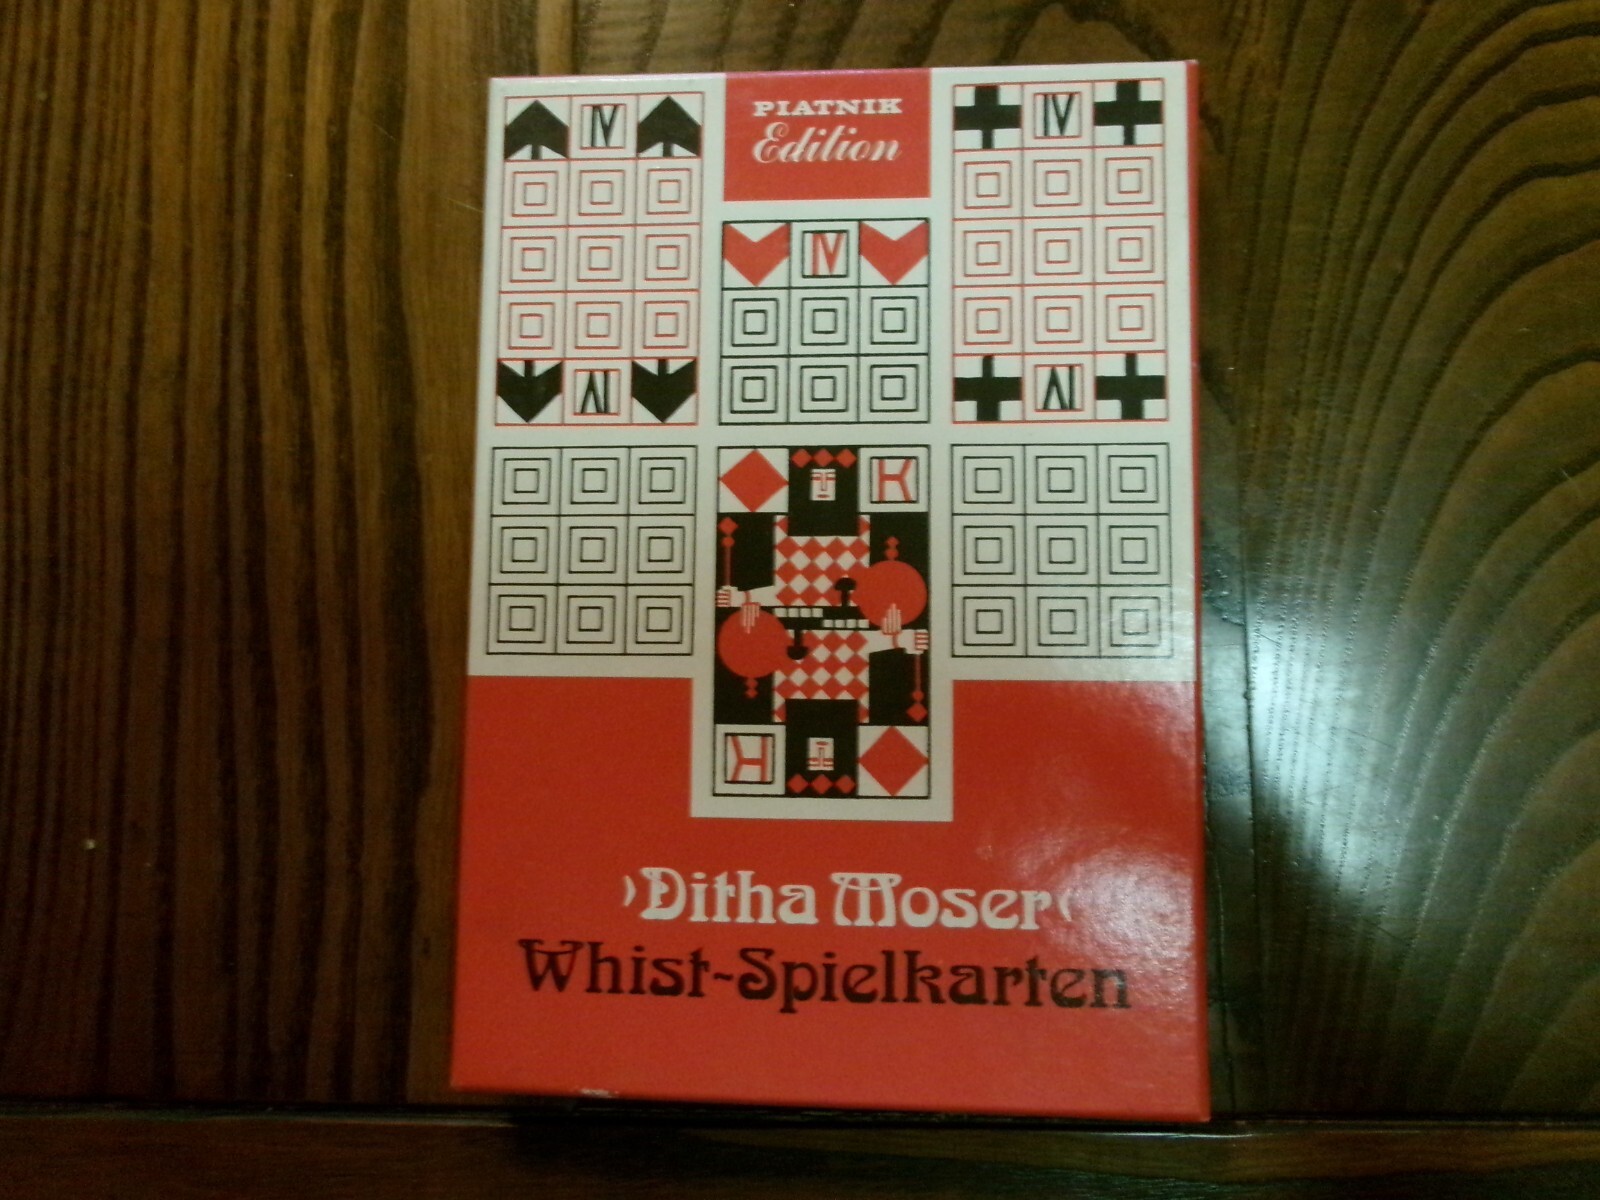 PIATNIK
Edition
IV
IV
IV
IV
IV
K
K
›Ditha Moser‹
Whist-Spielkarten